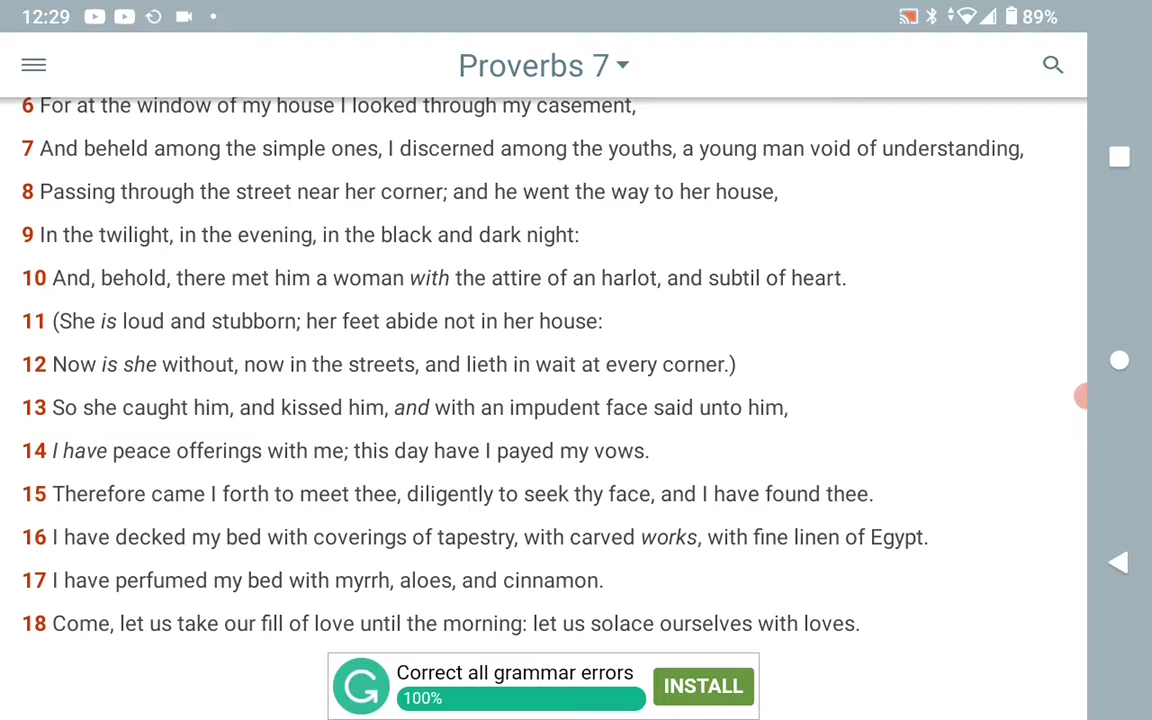 12:29
89%
Proverbs 7
6 For at the window of my house I looked through my casement,
7 And beheld among the simple ones, I discerned among the youths, a young man void of understanding,
8 Passing through the street near her corner; and he went the way to her house,
9 In the twilight, in the evening, in the black and dark night:
10 And, behold, there met him a woman with the attire of an harlot, and subtil of heart.
11 (She is loud and stubborn; her feet abide not in her house:
12 Now is she without, now in the streets, and lieth in wait at every corner.)
13 So she caught him, and kissed him, and with an impudent face said unto him,
14 I have peace offerings with me; this day have I payed my vows.
15 Therefore came I forth to meet thee, diligently to seek thy face, and I have found thee.
16 I have decked my bed with coverings of tapestry, with carved works, with fine linen of Egypt.
17 I have perfumed my bed with myrrh, aloes, and cinnamon.
18 Come, let us take our fill of love until the morning: let us solace ourselves with loves.
Correct all grammar errors
100%
INSTALL